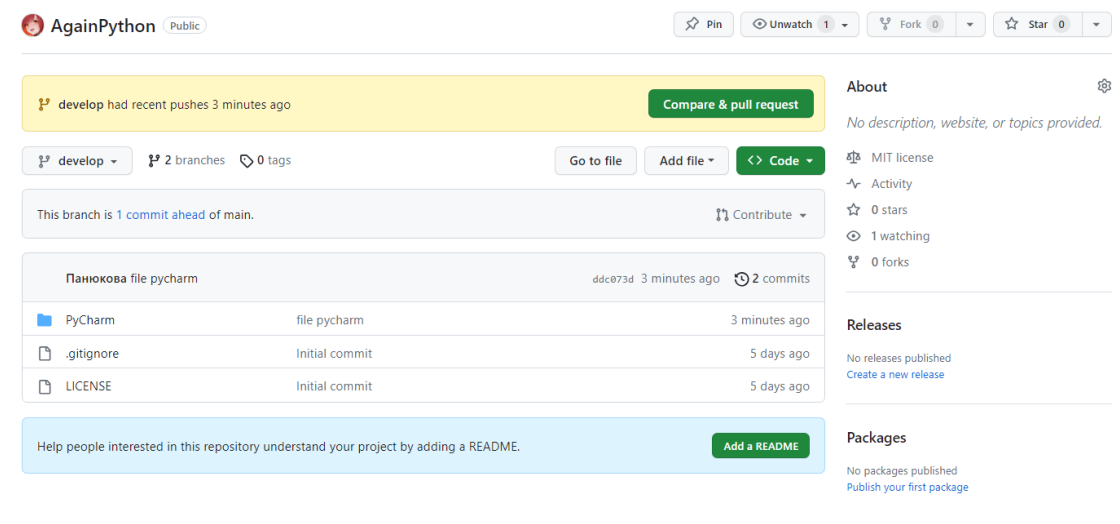 AgainPython Public Pin Unwatch 1 Fork 0 Star 0
develop had recent pushes 3 minutes ago Compare & pull request
develop 2 branches 0 tags Go to file Add file Code
This branch is 1 commit ahead of main. Contribute
Панюкова file pycharm ddc073d 3 minutes ago 2 commits
PyCharm file pycharm 3 minutes ago
.gitignore Initial commit 5 days ago
LICENSE Initial commit 5 days ago
Help people interested in this repository understand your project by adding a README. Add a README
About
No description, website, or topics provided.
MIT license
Activity
0 stars
1 watching
0 forks
Releases
No releases published
Create a new release
Packages
No packages published
Publish your first package